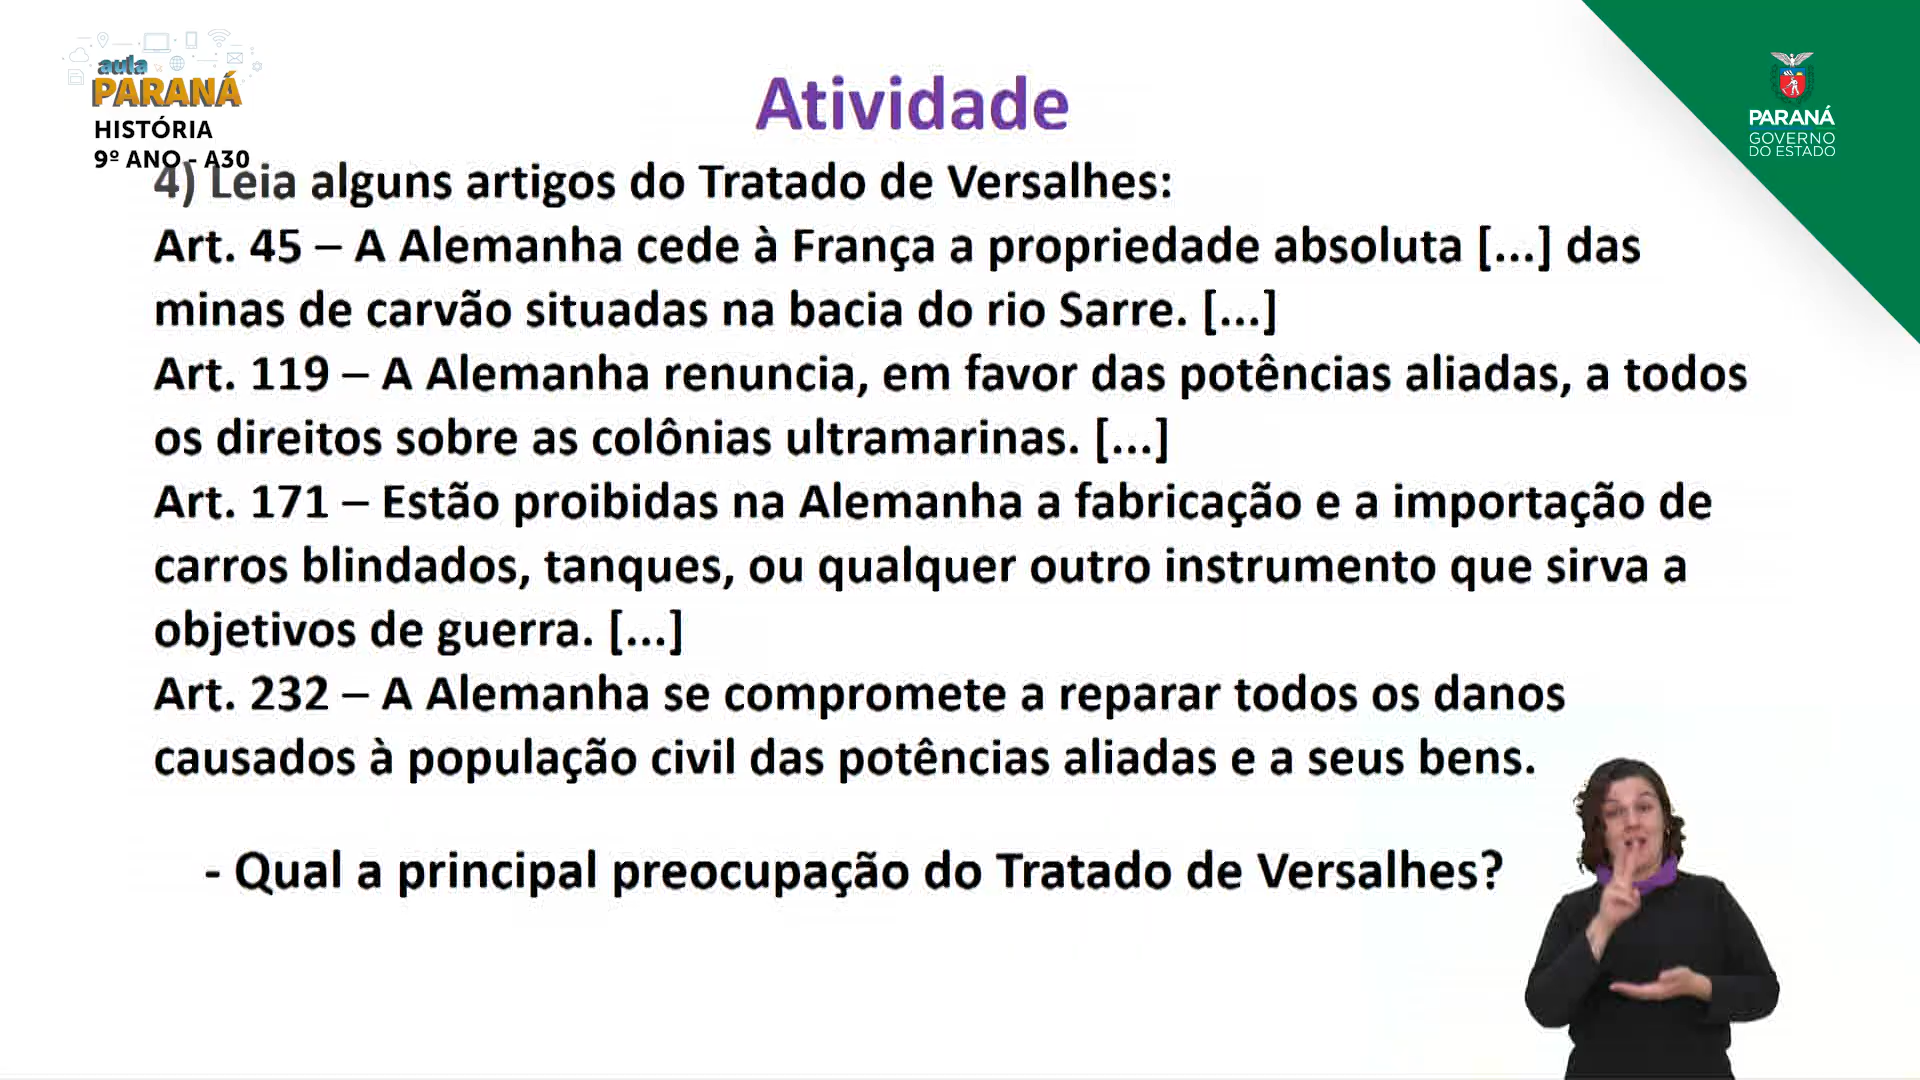 aula
PARANÁ
HISTÓRIA
9º ANO - A30
PARANÁ
GOVERNO
DO ESTADO
Atividade
4) Leia alguns artigos do Tratado de Versalhes:
Art. 45 – A Alemanha cede à França a propriedade absoluta [...] das
minas de carvão situadas na bacia do rio Sarre. [...]
Art. 119 – A Alemanha renuncia, em favor das potências aliadas, a todos
os direitos sobre as colônias ultramarinas. [...]
Art. 171 – Estão proibidas na Alemanha a fabricação e a importação de
carros blindados, tanques, ou qualquer outro instrumento que sirva a
objetivos de guerra. [...]
Art. 232 – A Alemanha se compromete a reparar todos os danos
causados à população civil das potências aliadas e a seus bens.
- Qual a principal preocupação do Tratado de Versalhes?